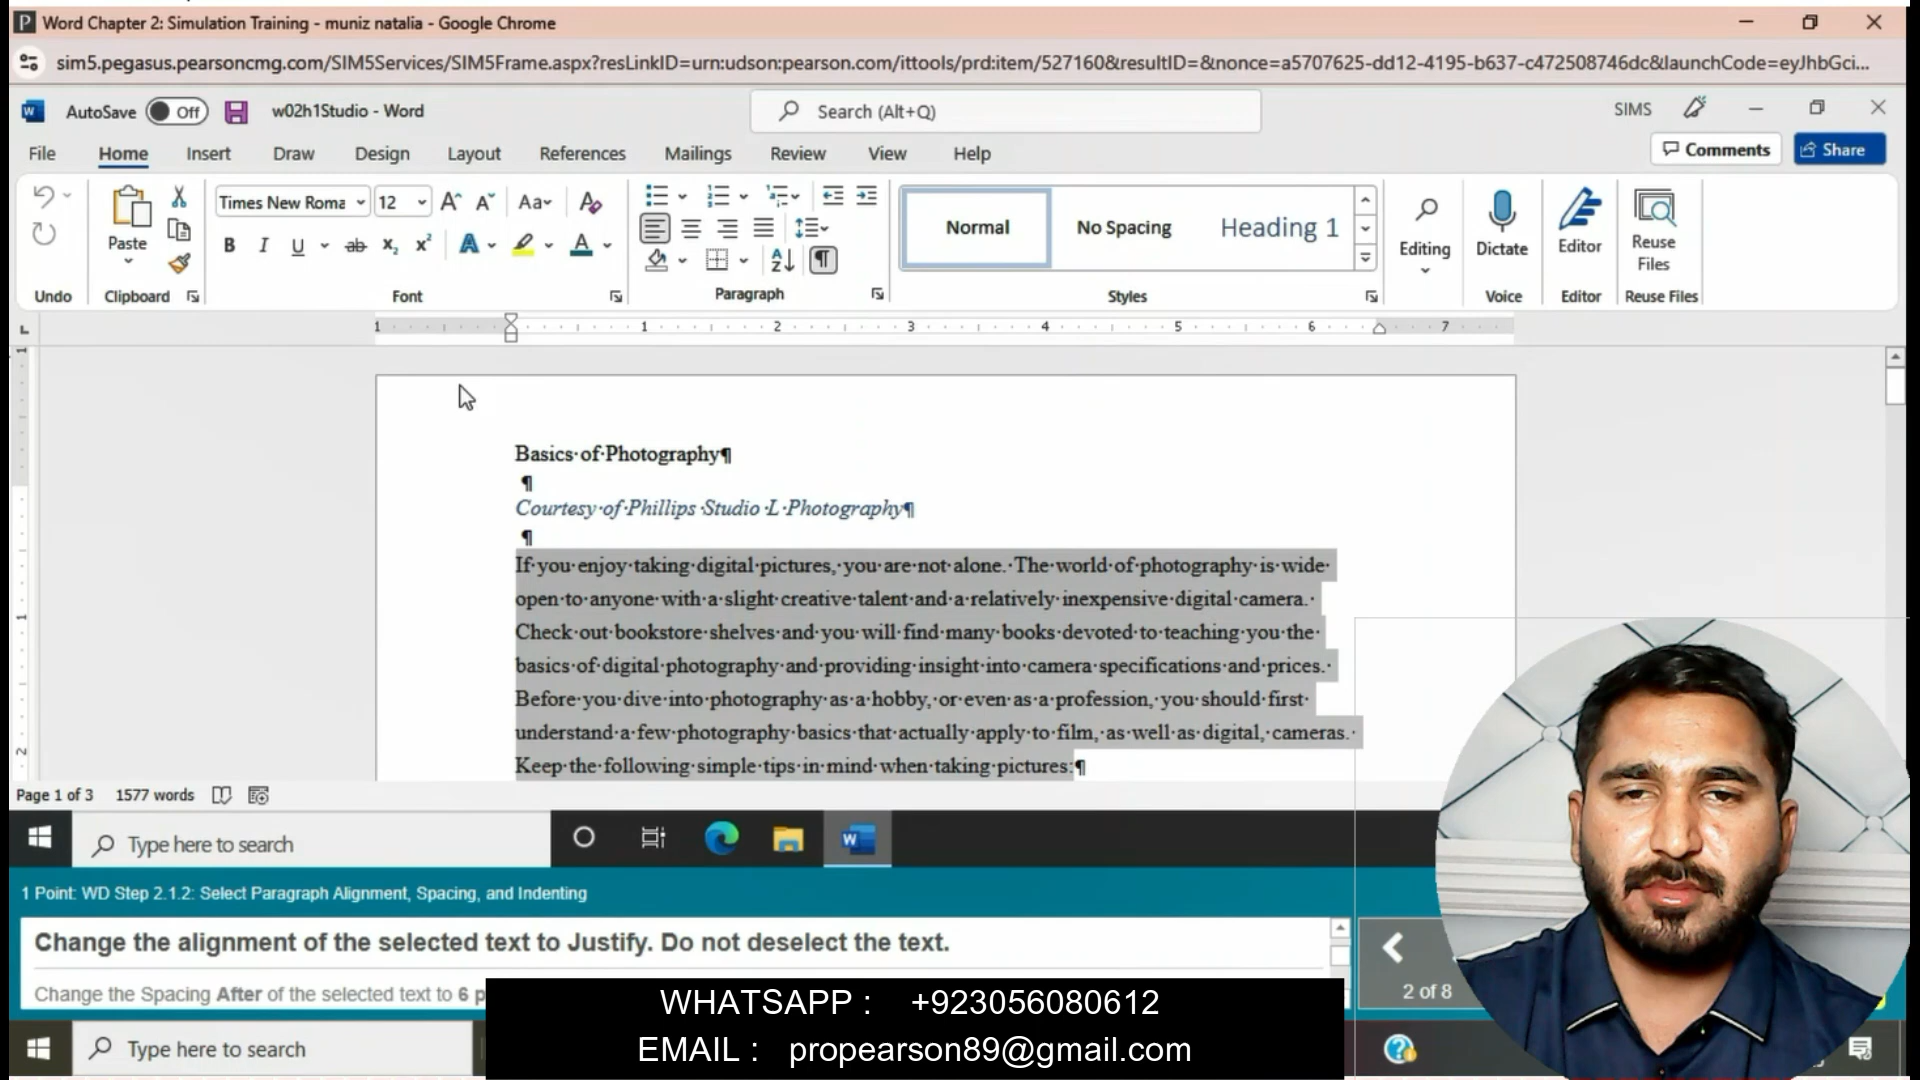 Word Chapter 2: Simulation Training - muniz natalia - Google Chrome
sim5.pegasus.pearsoncmg.com/SIM5Services/SIM5Frame.aspx?resLinkID=urn:udson:pearson.com/ittools/prd:item/527160&resultID=&nonce=a5707625-dd12-4195-b637-c472508746dc&launchCode=eyJhbGci...
AutoSave Off w02h1Studio - Word Search (Alt+Q) SIMS
File Home Insert Draw Design Layout References Mailings Review View Help Comments Share
Times New Roma 12 Aa
Normal No Spacing Heading 1
Paste Editing Dictate Editor Reuse Files
Undo Clipboard Font Paragraph Styles Voice Editor Reuse Files
1 1 2 3 4 5 6 7
Basics·of·Photography¶
¶
Courtesy·of·Phillips·Studio·L·Photography¶
¶
If·you·enjoy·taking·digital·pictures,·you·are·not·alone.·The·world·of·photography·is·wide·
open·to·anyone·with·a·slight·creative·talent·and·a·relatively·inexpensive·digital·camera.·
Check·out·bookstore·shelves·and·you·will·find·many·books·devoted·to·teaching·you·the·
basics·of·digital·photography·and·providing·insight·into·camera·specifications·and·prices.·
Before·you·dive·into·photography·as·a·hobby,·or·even·as·a·profession,·you·should·first·
understand·a·few·photography·basics·that·actually·apply·to·film,·as·well·as·digital,·cameras.·
Keep·the·following·simple·tips·in·mind·when·taking·pictures:¶
Page 1 of 3 1577 words
Type here to search
1 Point: WD Step 2.1.2: Select Paragraph Alignment, Spacing, and Indenting
Change the alignment of the selected text to Justify. Do not deselect the text.
Change the Spacing After of the selected text to 6 p
2 of 8
WHATSAPP : +923056080612
EMAIL : propearson89@gmail.com
Type here to search